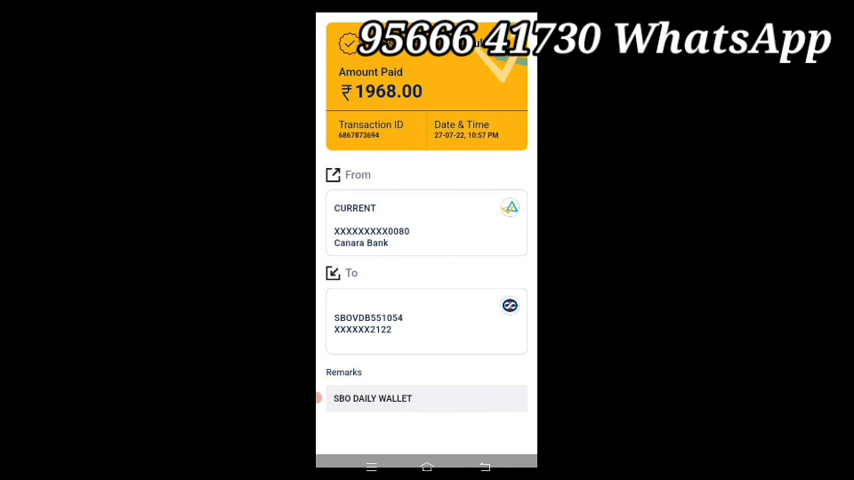 95666 41730 WhatsApp
Amount Paid
₹1968.00
Transaction ID
6867873694
Date & Time
27-07-22, 10:57 PM
From
CURRENT
XXXXXXXXX0080
Canara Bank
To
SBOVDB551054
XXXXXX2122
Remarks
SBO DAILY WALLET